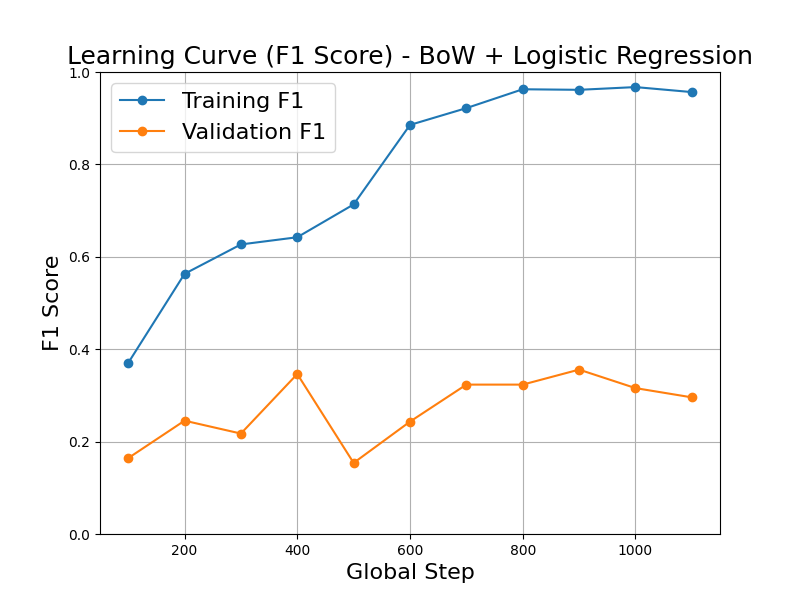 Learning Curve (F1 Score) - BoW + Logistic Regression
Training F1
Validation F1
1.0
0.8
0.6
0.4
0.2
0.0
F1 Score
200 400 600 800 1000
Global Step